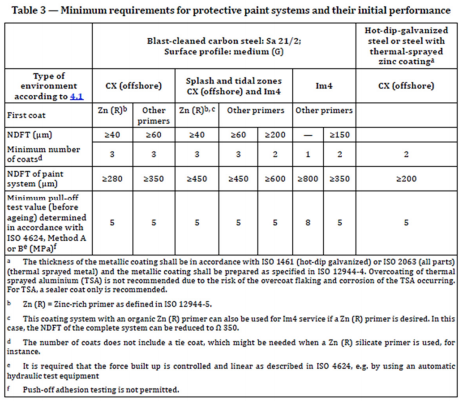 Table 3 — Minimum requirements for protective paint systems and their initial performance
Blast-cleaned carbon steel: Sa 21/2;
Surface profile: medium (G)
Hot-dip-galvanized
steel or steel with
thermal-sprayed
zinc coatinga
Type of
environment
according to 4.1
CX (offshore)
Splash and tidal zones
CX (offshore) and Im4
Im4
CX (offshore)
First coat
Zn (R)b
Other
primers
Zn (R)b,c
Other primers
Other primers
NDFT (µm)
≥40
≥60
≥40
≥60
≥200
—
≥150
Minimum number
of coatsd
3
3
3
3
2
1
2
2
NDFT of paint
system (µm)
≥280
≥350
≥450
≥450
≥600
≥800
≥350
≥200
Minimum pull-off
test value (before
ageing) determined
in accordance with
ISO 4624, Method A
or Be (MPa)f
5
5
5
5
5
8
5
5
a The thickness of the metallic coating shall be in accordance with ISO 1461 (hot-dip galvanized) or ISO 2063 (all parts)
(thermal sprayed metal) and the metallic coating shall be prepared as specified in ISO 12944-4. Overcoating of thermal
sprayed aluminium (TSA) is not recommended due to the risk of the overcoat flaking and corrosion of the TSA occurring.
For TSA, a sealer coat only is recommended.
b Zn (R) = Zinc-rich primer as defined in ISO 12944-5.
c This coating system with an organic Zn (R) primer can also be used for Im4 service if a Zn (R) primer is desired. In this
case, the NDFT of the complete system can be reduced to Ω 350.
d The number of coats does not include a tie coat, which might be needed when a Zn (R) silicate primer is used, for
instance.
e It is required that the force built up is controlled and linear as described in ISO 4624, e.g. by using an automatic
hydraulic test equipment
f Push-off adhesion testing is not permitted.